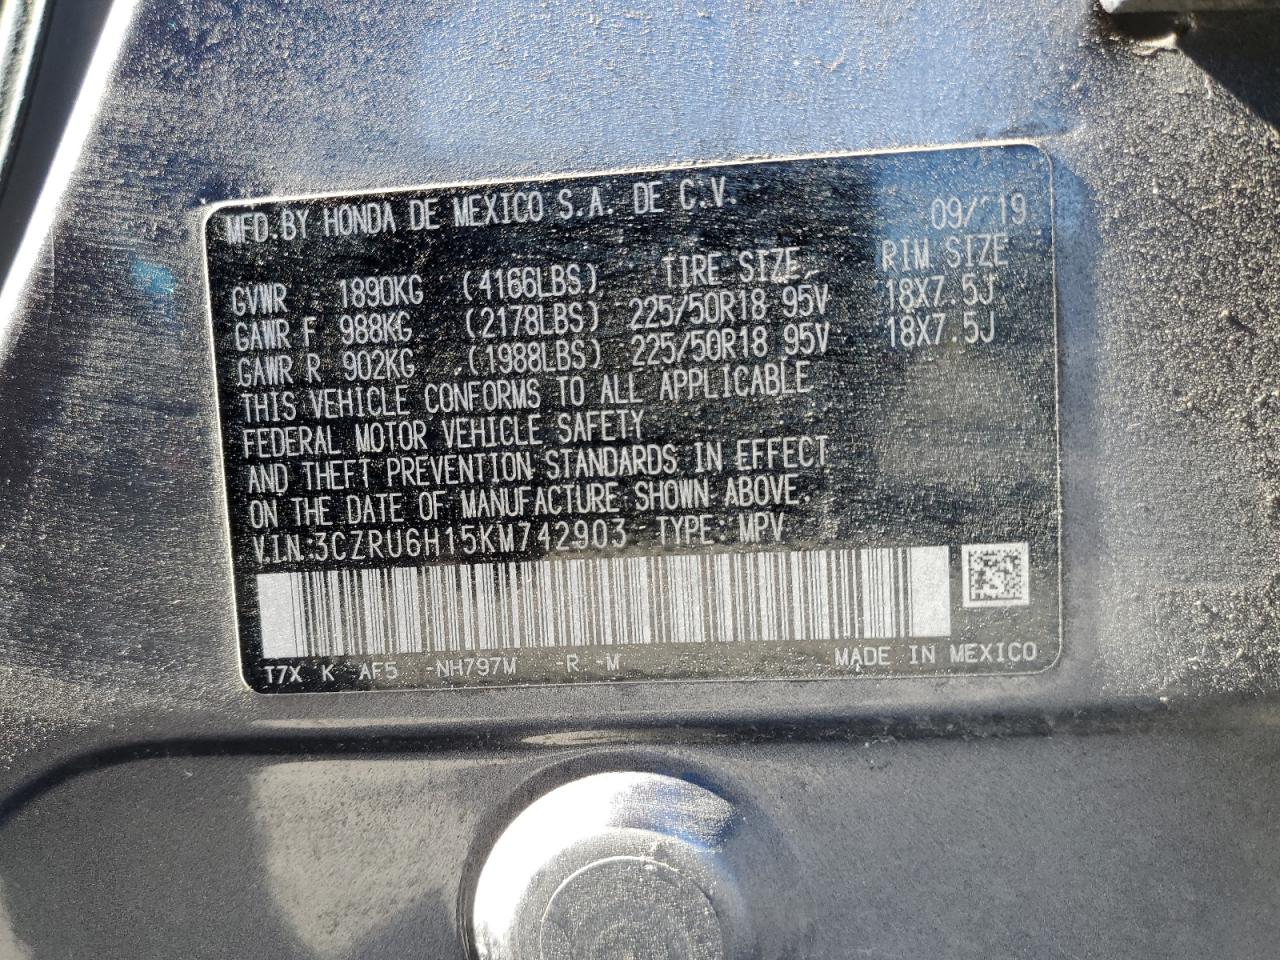 MFD.BY HONDA DE MEXICO S.A. DE C.V. 
TIRE SIZE RIM SIZE
GVWR 1890KG (4166LBS)
GAWR F 988KG (2178LBS) 225/50R18 95V 18X7.5J
GAWR R 902KG (1988LBS) 225/50R18 95V 18X7.5J
THIS VEHICLE CONFORMS TO ALL APPLICABLE
FEDERAL MOTOR VEHICLE SAFETY
AND THEFT PREVENTION STANDARDS IN EFFECT
ON THE DATE OF MANUFACTURE SHOWN ABOVE.
V.I.N:3CZRU6H15KM742903 TYPE: MPV
T7X K AF5 -NH797M -R -M MADE IN MEXICO